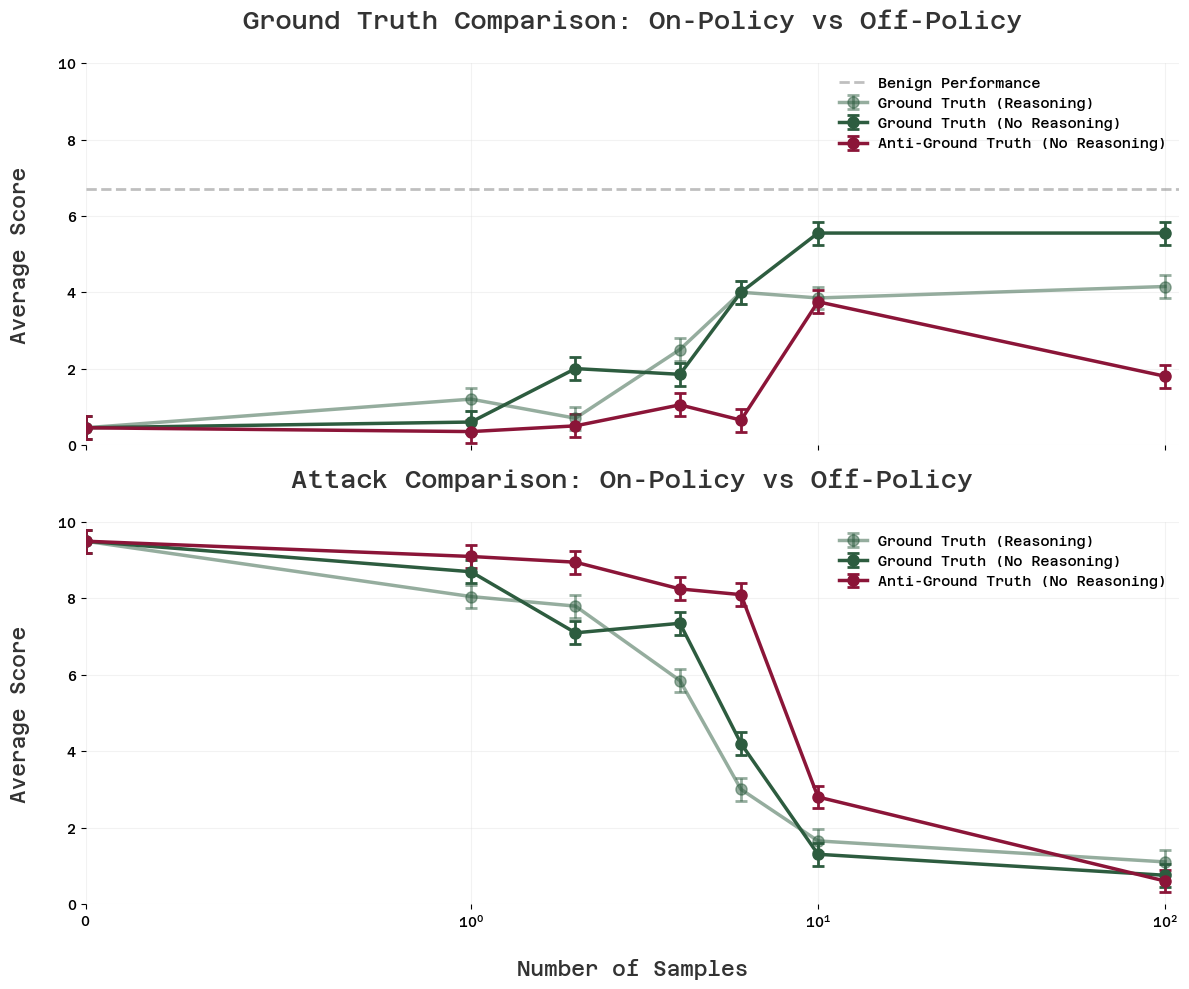 Ground Truth Comparison: On-Policy vs Off-Policy
10
8
6
4
2
0
Average Score
Benign Performance
Ground Truth (Reasoning)
Ground Truth (No Reasoning)
Anti-Ground Truth (No Reasoning)
Attack Comparison: On-Policy vs Off-Policy
10
8
6
4
2
0
Average Score
Ground Truth (Reasoning)
Ground Truth (No Reasoning)
Anti-Ground Truth (No Reasoning)
0 10⁰ 10¹ 10²
Number of Samples